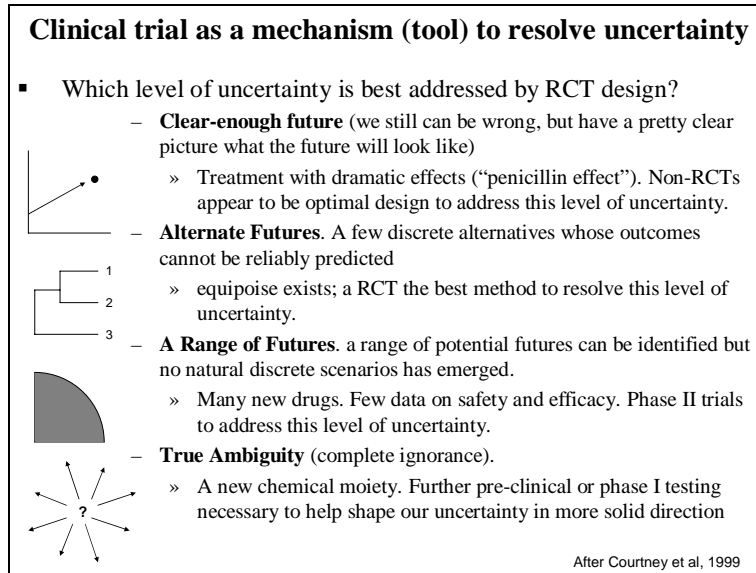 Clinical trial as a mechanism (tool) to resolve uncertainty
▪ Which level of uncertainty is best addressed by RCT design?
– Clear-enough future (we still can be wrong, but have a pretty clear
picture what the future will look like)
» Treatment with dramatic effects (“penicillin effect”). Non-RCTs
appear to be optimal design to address this level of uncertainty.
– Alternate Futures. A few discrete alternatives whose outcomes
cannot be reliably predicted
1
» equipoise exists; a RCT the best method to resolve this level of
2
uncertainty.
3
– A Range of Futures. a range of potential futures can be identified but
no natural discrete scenarios has emerged.
» Many new drugs. Few data on safety and efficacy. Phase II trials
to address this level of uncertainty.
– True Ambiguity (complete ignorance).
» A new chemical moiety. Further pre-clinical or phase I testing
?
necessary to help shape our uncertainty in more solid direction
After Courtney et al, 1999